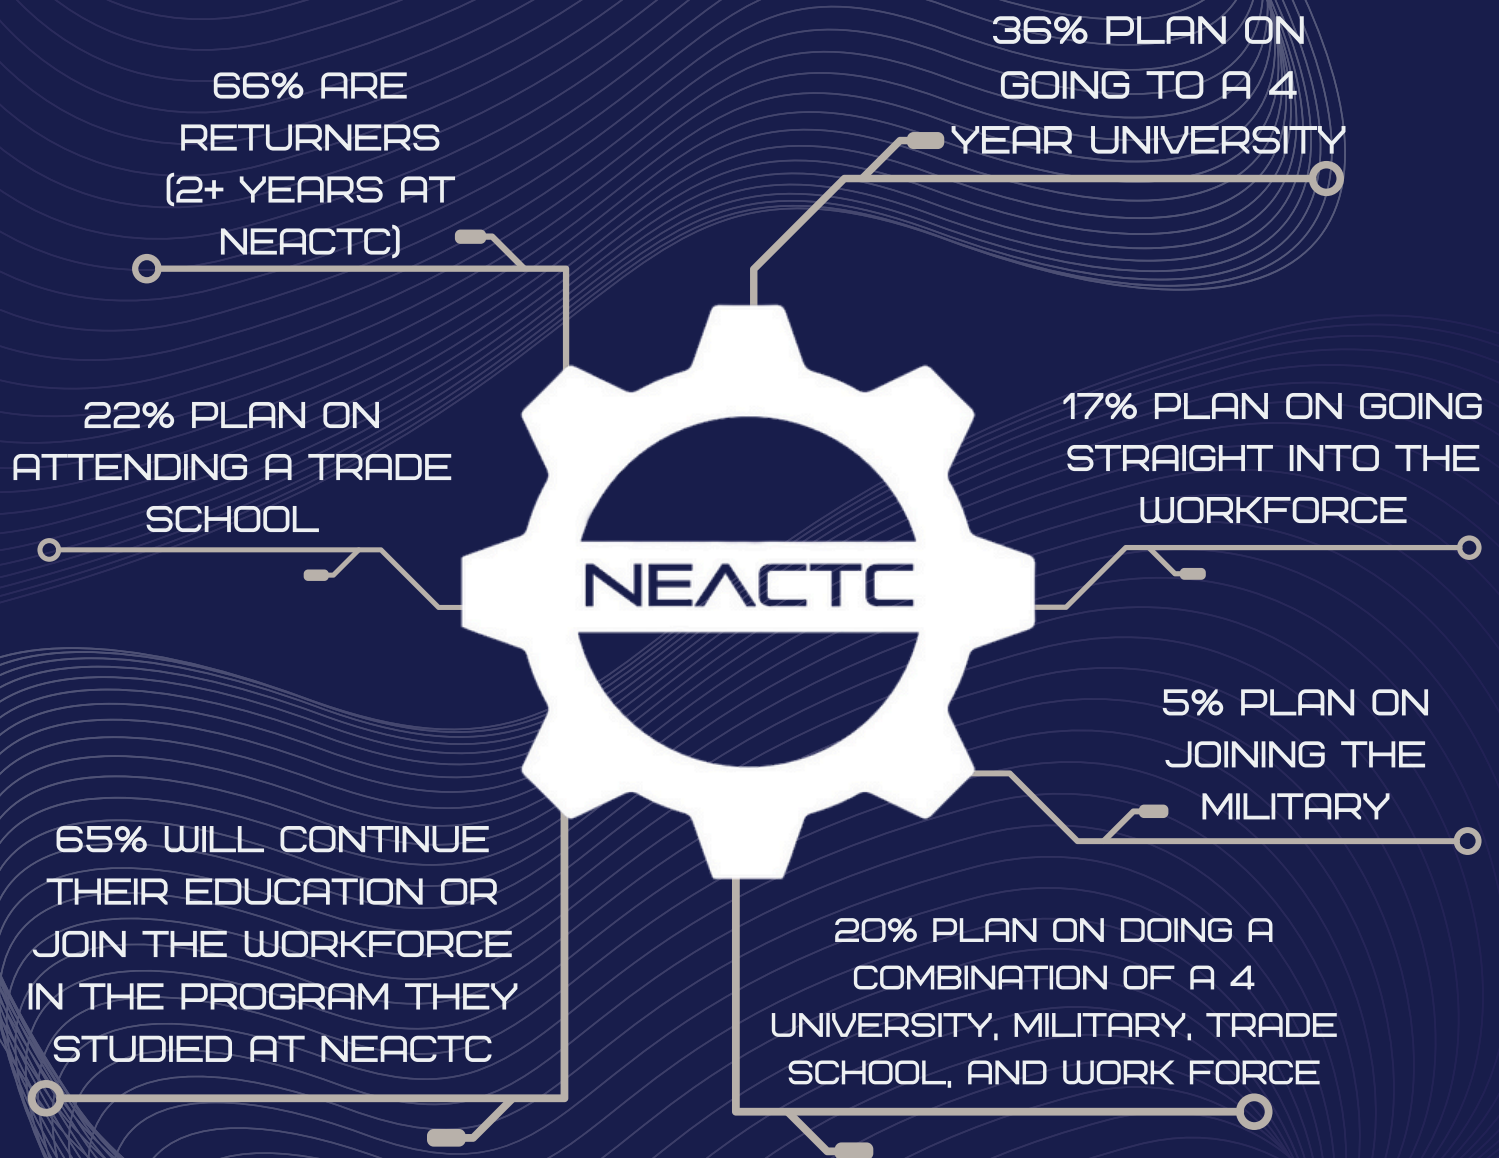 66% ARE
RETURNERS
(2+ YEARS AT
NEACTC)
36% PLAN ON
GOING TO A 4
YEAR UNIVERSITY
22% PLAN ON
ATTENDING A TRADE
SCHOOL
17% PLAN ON GOING
STRAIGHT INTO THE
WORKFORCE
NEACTC
5% PLAN ON
JOINING THE
MILITARY
65% WILL CONTINUE
THEIR EDUCATION OR
JOIN THE WORKFORCE
IN THE PROGRAM THEY
STUDIED AT NEACTC
20% PLAN ON DOING A
COMBINATION OF A 4
UNIVERSITY, MILITARY, TRADE
SCHOOL, AND WORK FORCE